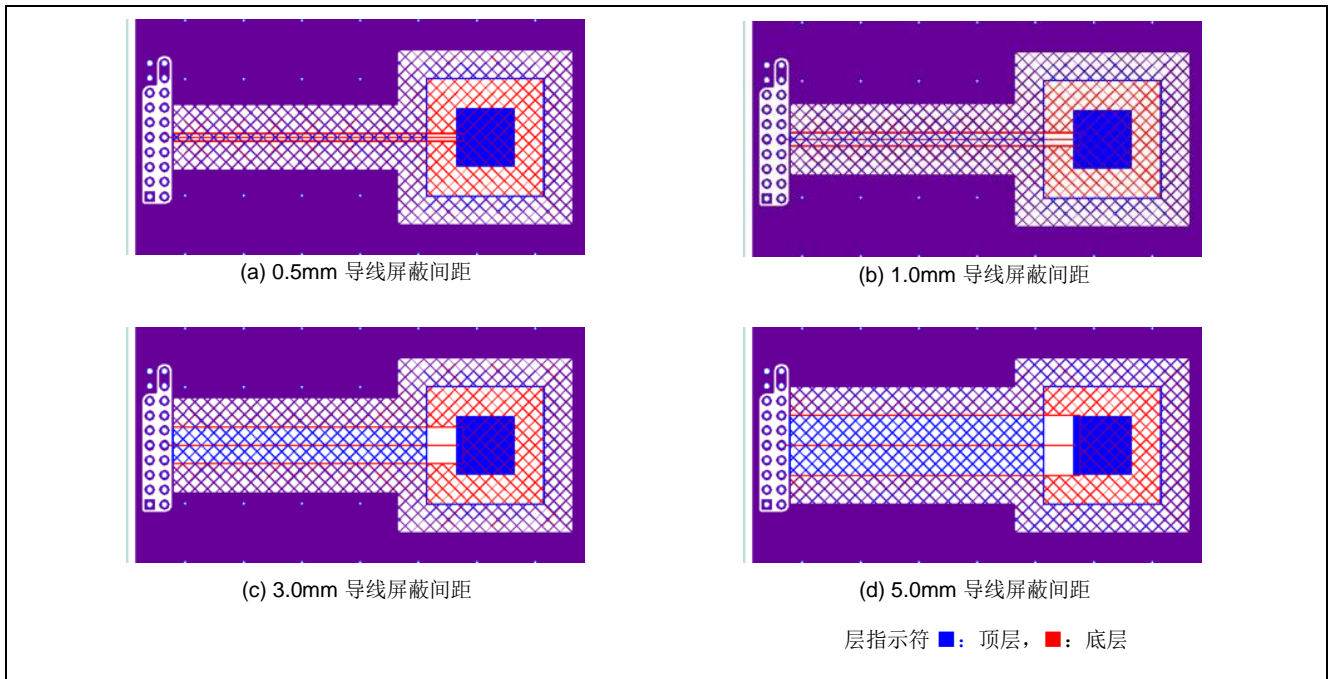 (a) 0.5mm 导线屏蔽间距
(b) 1.0mm 导线屏蔽间距
(c) 3.0mm 导线屏蔽间距
(d) 5.0mm 导线屏蔽间距
层指示符 ■：顶层，■：底层